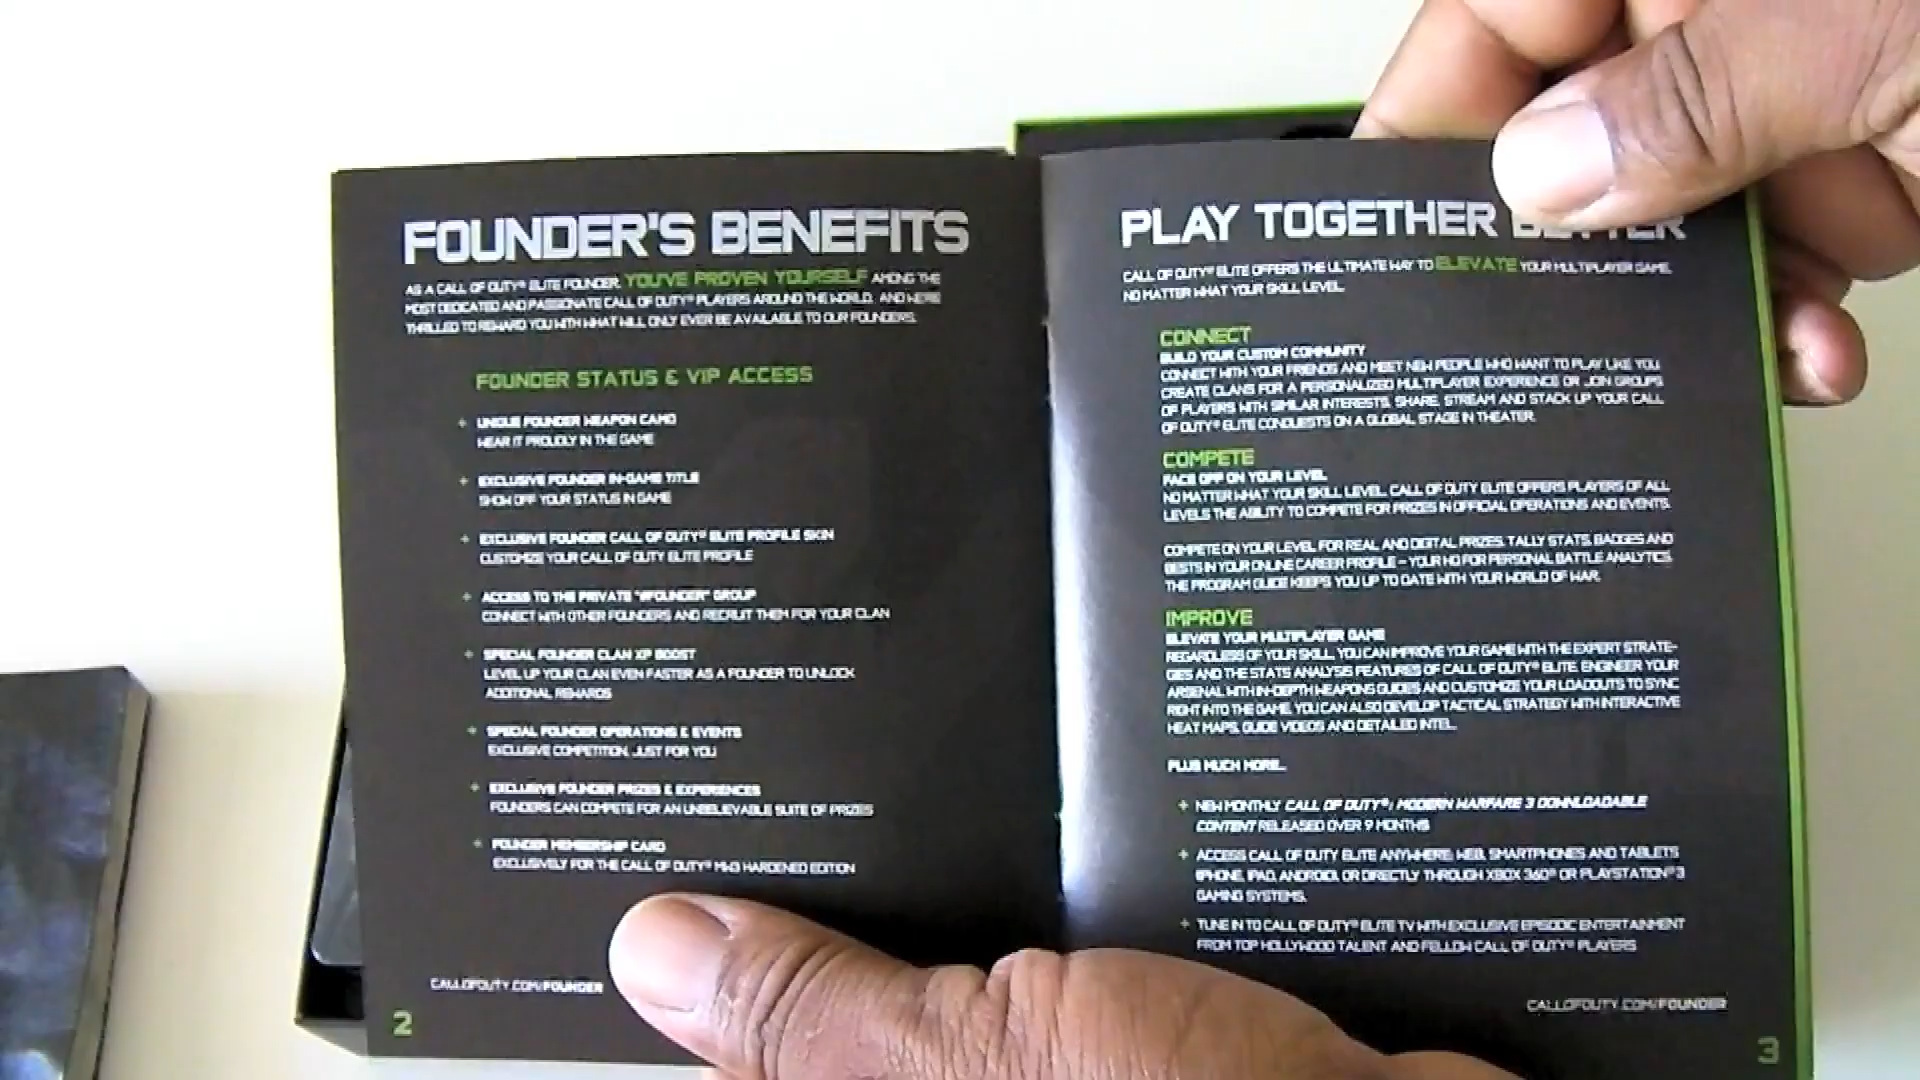 FOUNDER'S BENEFITS
AS A CALL OF DUTY® ELITE FOUNDER, YOU'VE PROVEN YOURSELF AMONG THE
MOST DEDICATED AND PASSIONATE CALL OF DUTY® PLAYERS AROUND THE WORLD. AND WE'RE
THRILLED TO REWARD YOU WITH WHAT WILL ONLY EVER BE AVAILABLE TO OUR FOUNDERS.
FOUNDER STATUS & VIP ACCESS
+ UNIQUE FOUNDER WEAPON CAMO
WEAR IT PROUDLY IN THE GAME
+ EXCLUSIVE FOUNDER IN-GAME TITLE
SHOW OFF YOUR STATUS IN GAME
+ EXCLUSIVE FOUNDER CALL OF DUTY® ELITE PROFILE SKIN
CUSTOMIZE YOUR CALL OF DUTY ELITE PROFILE
+ ACCESS TO THE PRIVATE "#FOUNDER" GROUP
CONNECT WITH OTHER FOUNDERS AND RECRUIT THEM FOR YOUR CLAN
+ SPECIAL FOUNDER CLAN XP BOOST
LEVEL UP YOUR CLAN EVEN FASTER AS A FOUNDER TO UNLOCK
ADDITIONAL REWARDS
+ SPECIAL FOUNDER OPERATIONS & EVENTS
EXCLUSIVE COMPETITION, JUST FOR YOU
+ EXCLUSIVE FOUNDER PRIZES & EXPERIENCES
FOUNDERS CAN COMPETE FOR AN UNBELIEVABLE SUITE OF PRIZES
+ FOUNDER MEMBERSHIP CARD
EXCLUSIVELY FOR THE CALL OF DUTY® MW3 HARDENED EDITION
CALLOFDUTY.COM/FOUNDER
2
PLAY TOGETHER BETTER
CALL OF DUTY® ELITE OFFERS THE ULTIMATE WAY TO ELEVATE YOUR MULTIPLAYER GAME,
NO MATTER WHAT YOUR SKILL LEVEL.
CONNECT
BUILD YOUR CUSTOM COMMUNITY
CONNECT WITH YOUR FRIENDS AND MEET NEW PEOPLE WHO WANT TO PLAY LIKE YOU.
CREATE CLANS FOR A PERSONALIZED MULTIPLAYER EXPERIENCE OR JOIN GROUPS
OF PLAYERS WITH SIMILAR INTERESTS. SHARE, STREAM AND STACK UP YOUR CALL
OF DUTY® ELITE CONQUESTS ON A GLOBAL STAGE IN THEATER.
COMPETE
FACE OFF ON YOUR LEVEL
NO MATTER WHAT YOUR SKILL LEVEL, CALL OF DUTY ELITE OFFERS PLAYERS OF ALL
LEVELS THE ABILITY TO COMPETE FOR PRIZES IN OFFICIAL OPERATIONS AND EVENTS.
COMPETE ON YOUR LEVEL FOR REAL AND DIGITAL PRIZES. TALLY STATS, BADGES AND
BESTS IN YOUR ONLINE CAREER PROFILE – YOUR HQ FOR PERSONAL BATTLE ANALYTICS.
THE PROGRAM GUIDE KEEPS YOU UP TO DATE WITH YOUR WORLD OF WAR.
IMPROVE
ELEVATE YOUR MULTIPLAYER GAME
REGARDLESS OF YOUR SKILL, YOU CAN IMPROVE YOUR GAME WITH THE EXPERT STRATE-
GIES AND THE STATS ANALYSIS FEATURES OF CALL OF DUTY® ELITE. ENGINEER YOUR
ARSENAL WITH IN-DEPTH WEAPONS GUIDES AND CUSTOMIZE YOUR LOADOUTS TO SYNC
RIGHT INTO THE GAME. YOU CAN ALSO DEVELOP TACTICAL STRATEGY WITH INTERACTIVE
HEAT MAPS, GUIDE VIDEOS AND DETAILED INTEL.
PLUS MUCH MORE...
+ NEW MONTHLY CALL OF DUTY®: MODERN WARFARE 3 DOWNLOADABLE
CONTENT RELEASED OVER 9 MONTHS
+ ACCESS CALL OF DUTY ELITE ANYWHERE: WEB, SMARTPHONES AND TABLETS
(IPHONE, IPAD, ANDROID), OR DIRECTLY THROUGH XBOX 360® OR PLAYSTATION®3
GAMING SYSTEMS.
+ TUNE IN TO CALL OF DUTY® ELITE TV WITH EXCLUSIVE EPISODIC ENTERTAINMENT
FROM TOP HOLLYWOOD TALENT AND FELLOW CALL OF DUTY® PLAYERS
CALLOFDUTY.COM/FOUNDER
3